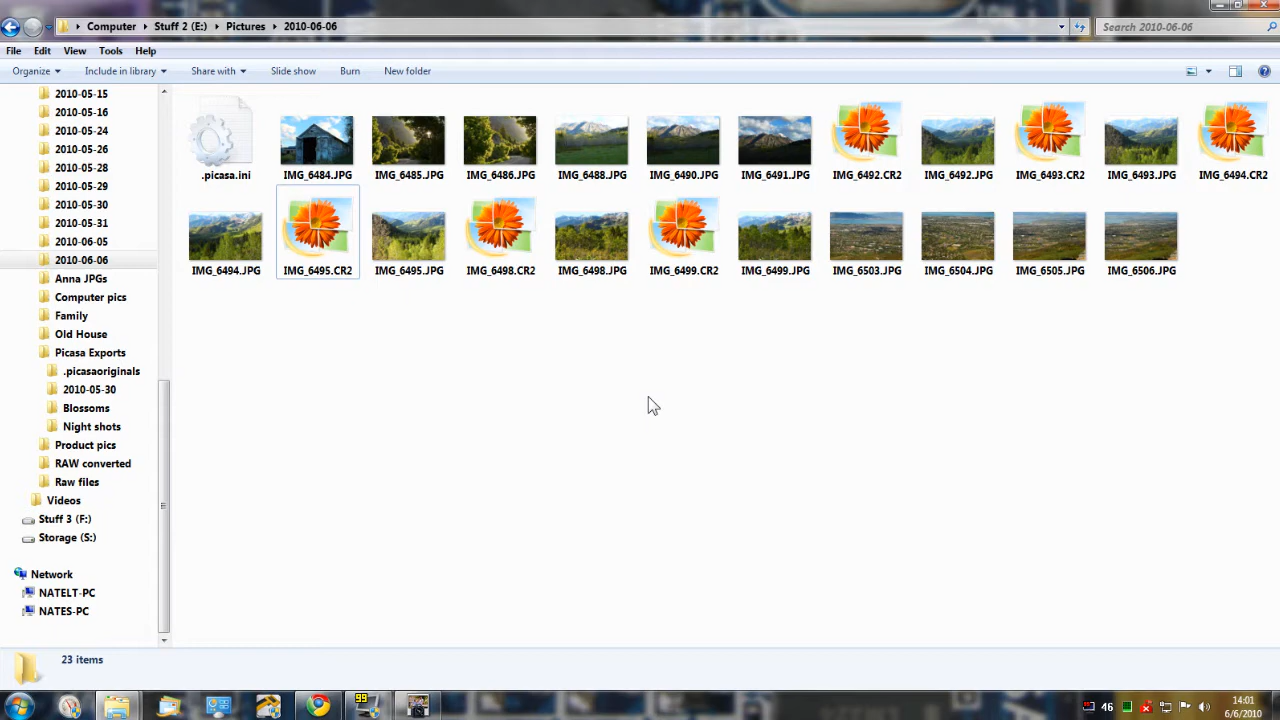 Computer Stuff 2 (E:) Pictures 2010-06-06 Search 2010-06-06
File Edit View Tools Help
Organize Include in library Share with Slide show Burn New folder
2010-05-15
2010-05-16
2010-05-24
2010-05-26
2010-05-28
2010-05-29
2010-05-30
2010-05-31
2010-06-05
2010-06-06
Anna JPGs
Computer pics
Family
Old House
Picasa Exports
.picasaoriginals
2010-05-30
Blossoms
Night shots
Product pics
RAW converted
Raw files
Videos
Stuff 3 (F:)
Storage (S:)
Network
NATELT-PC
NATES-PC
.picasa.ini IMG_6484.JPG IMG_6485.JPG IMG_6486.JPG IMG_6488.JPG IMG_6490.JPG IMG_6491.JPG IMG_6492.CR2 IMG_6492.JPG IMG_6493.CR2 IMG_6493.JPG IMG_6494.CR2
IMG_6494.JPG IMG_6495.CR2 IMG_6495.JPG IMG_6498.CR2 IMG_6498.JPG IMG_6499.CR2 IMG_6499.JPG IMG_6503.JPG IMG_6504.JPG IMG_6505.JPG IMG_6506.JPG
23 items
99
46
14:01
6/6/2010